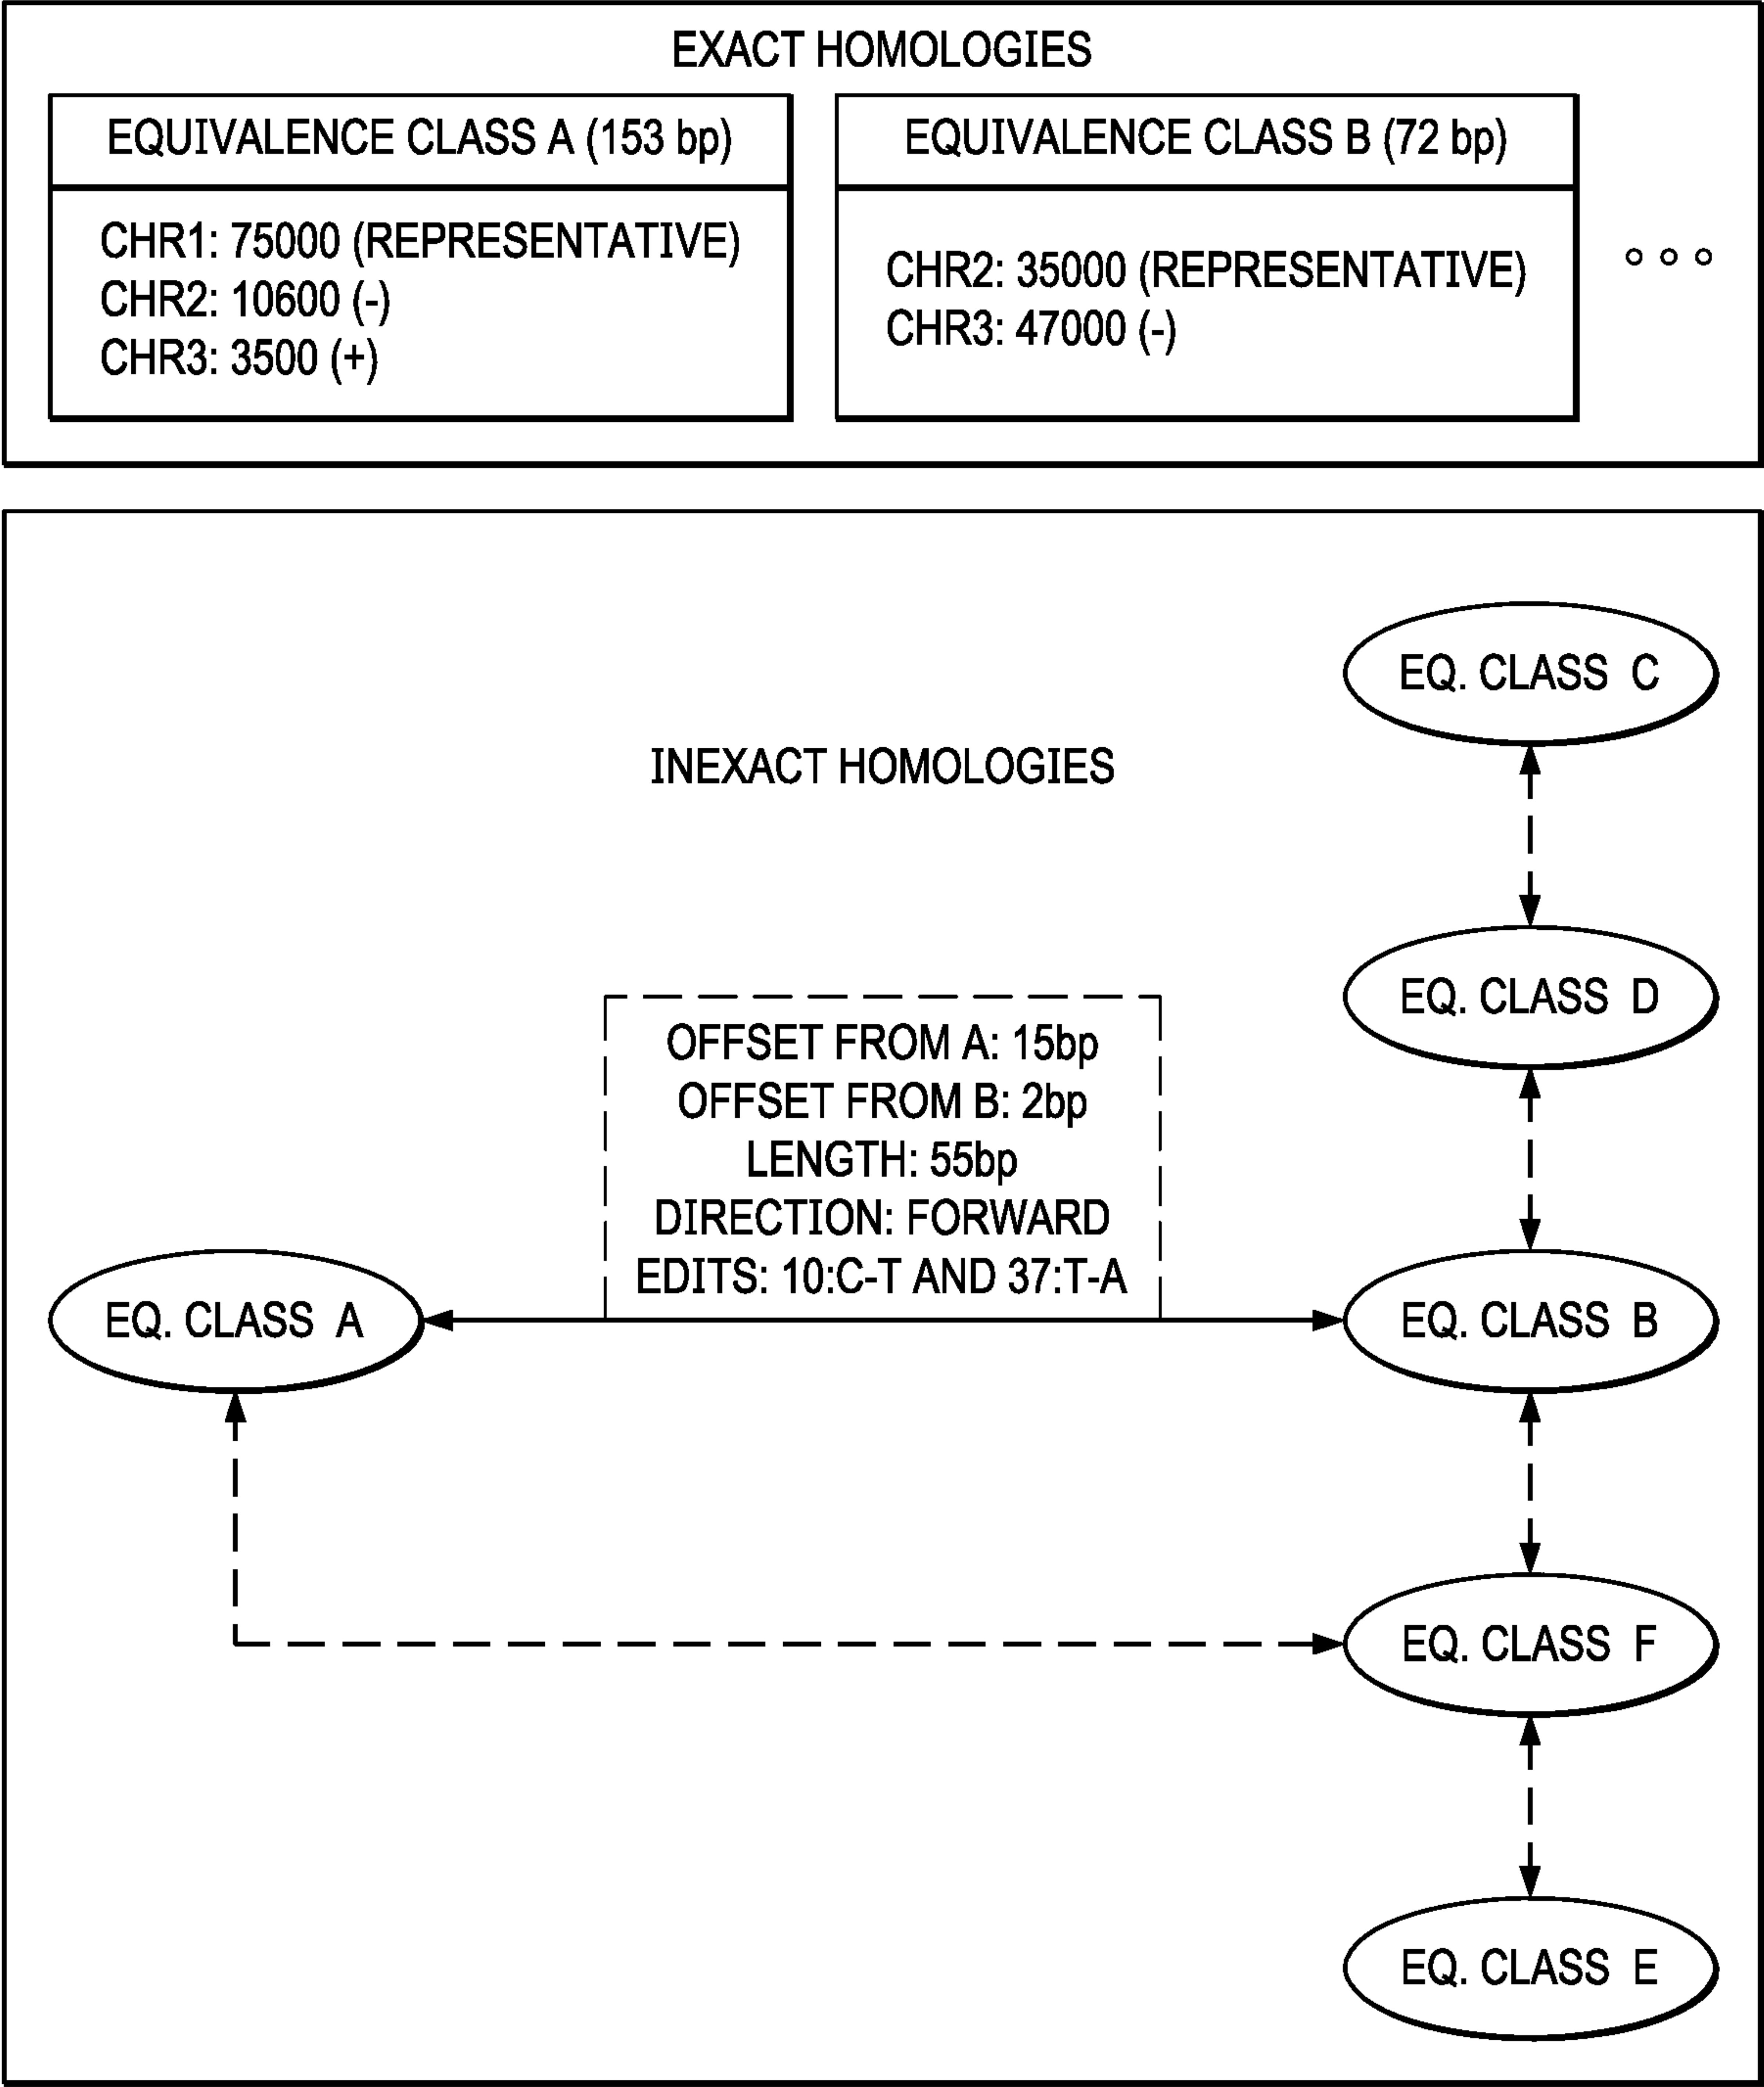 EXACT HOMOLOGIES
EQUIVALENCE CLASS A (153 bp)
CHR1: 75000 (REPRESENTATIVE)
CHR2: 10600 (-)
CHR3: 3500 (+)
EQUIVALENCE CLASS B (72 bp)
CHR2: 35000 (REPRESENTATIVE)
CHR3: 47000 (-)
INEXACT HOMOLOGIES
EQ. CLASS C
EQ. CLASS D
OFFSET FROM A: 15bp
OFFSET FROM B: 2bp
LENGTH: 55bp
DIRECTION: FORWARD
EDITS: 10:C-T AND 37:T-A
EQ. CLASS A
EQ. CLASS B
EQ. CLASS F
EQ. CLASS E